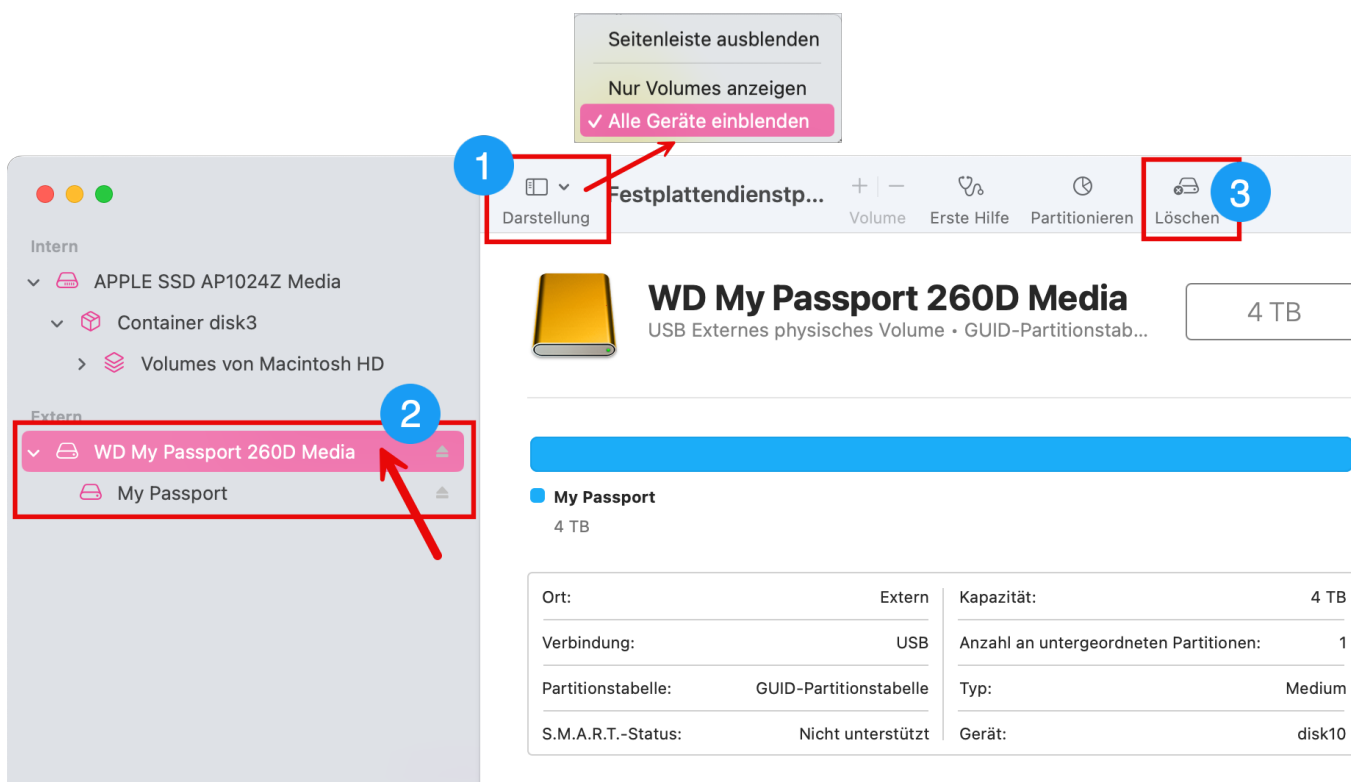 Seitenleiste ausblenden
Nur Volumes anzeigen
✓ Alle Geräte einblenden
1
Darstellung
Festplattendienstp...
Volume
Erste Hilfe
Partitionieren
Löschen
3
Intern
APPLE SSD AP1024Z Media
Container disk3
Volumes von Macintosh HD
Extern
2
WD My Passport 260D Media
My Passport
WD My Passport 260D Media
USB Externes physisches Volume • GUID-Partitionstab...
4 TB
My Passport
4 TB
Ort: Extern
Kapazität: 4 TB
Verbindung: USB
Anzahl an untergeordneten Partitionen: 1
Partitionstabelle: GUID-Partitionstabelle
Typ: Medium
S.M.A.R.T.-Status: Nicht unterstützt
Gerät: disk10